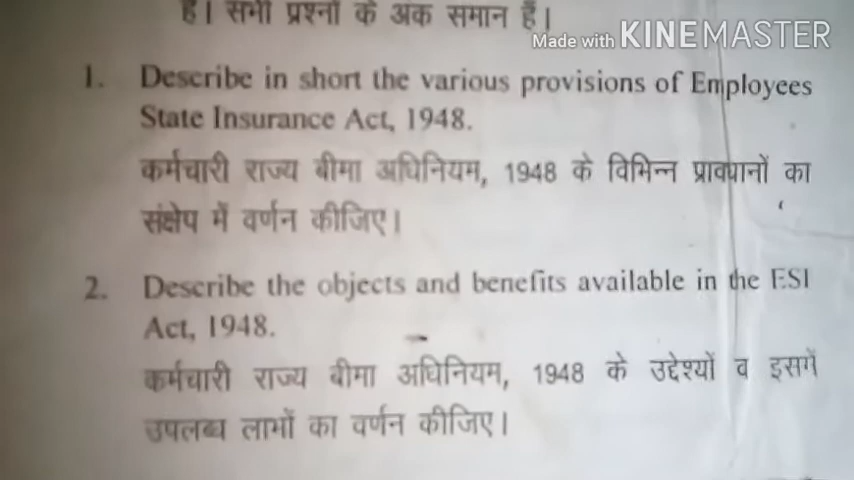 है। सभी प्रश्नों के अंक समान हैं।
Made with KINEMASTER
1. Describe in short the various provisions of Employees
State Insurance Act, 1948.
कर्मचारी राज्य बीमा अधिनियम, 1948 के विभिन्न प्रावधानों का
संक्षेप में वर्णन कीजिए।
2. Describe the objects and benefits available in the ESI
Act, 1948.
कर्मचारी राज्य बीमा अधिनियम, 1948 के उद्देश्यों व इसमें
उपलब्ध लाभों का वर्णन कीजिए।